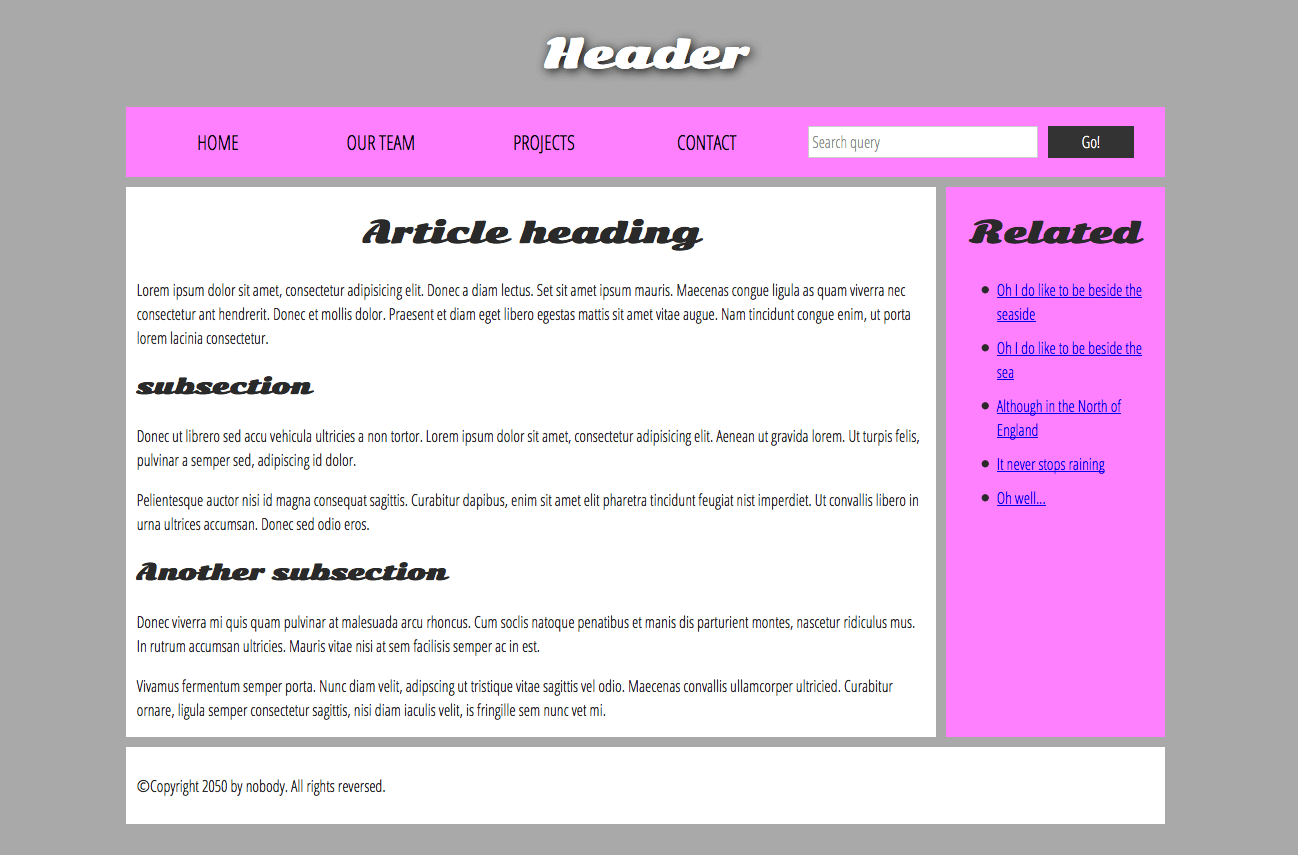 Header
HOME OUR TEAM PROJECTS CONTACT Search query Go!
Article heading
Lorem ipsum dolor sit amet, consectetur adipisicing elit. Donec a diam lectus. Set sit amet ipsum mauris. Maecenas congue ligula as quam viverra nec
consectetur ant hendrerit. Donec et mollis dolor. Praesent et diam eget libero egestas mattis sit amet vitae augue. Nam tincidunt congue enim, ut porta
lorem lacinia consectetur.
subsection
Donec ut librero sed accu vehicula ultricies a non tortor. Lorem ipsum dolor sit amet, consectetur adipisicing elit. Aenean ut gravida lorem. Ut turpis felis,
pulvinar a semper sed, adipiscing id dolor.
Pelientesque auctor nisi id magna consequat sagittis. Curabitur dapibus, enim sit amet elit pharetra tincidunt feugiat nist imperdiet. Ut convallis libero in
urna ultrices accumsan. Donec sed odio eros.
Another subsection
Donec viverra mi quis quam pulvinar at malesuada arcu rhoncus. Cum soclis natoque penatibus et manis dis parturient montes, nascetur ridiculus mus.
In rutrum accumsan ultricies. Mauris vitae nisi at sem facilisis semper ac in est.
Vivamus fermentum semper porta. Nunc diam velit, adipscing ut tristique vitae sagittis vel odio. Maecenas convallis ullamcorper ultricied. Curabitur
ornare, ligula semper consectetur sagittis, nisi diam iaculis velit, is fringille sem nunc vet mi.
Related
Oh I do like to be beside the
seaside
Oh I do like to be beside the
sea
Although in the North of
England
It never stops raining
Oh well...
©Copyright 2050 by nobody. All rights reversed.